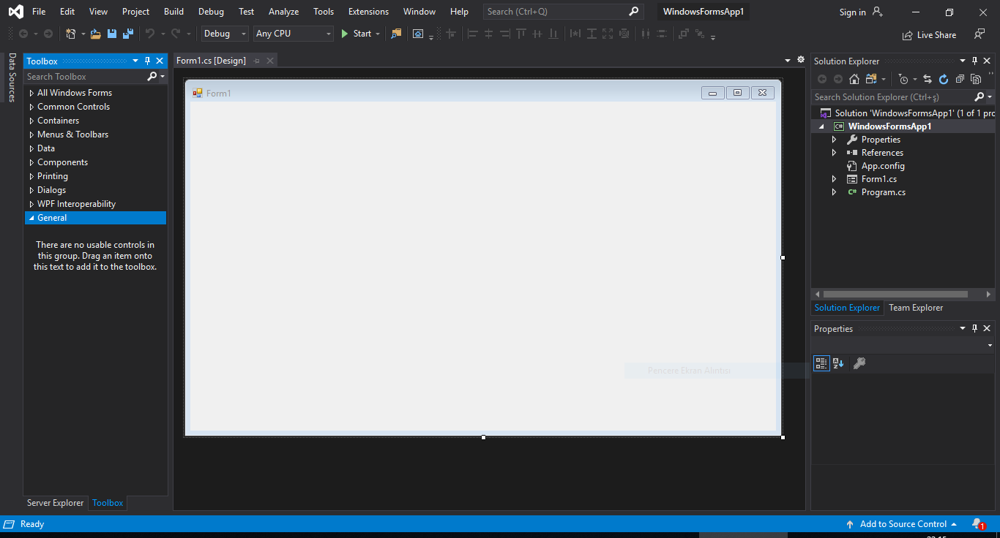 File Edit View Project Build Debug Test Analyze Tools Extensions Window Help Search (Ctrl+Q) WindowsFormsApp1 Sign in
Debug Any CPU Start Live Share
Data Sources
Toolbox
Search Toolbox
All Windows Forms
Common Controls
Containers
Menus & Toolbars
Data
Components
Printing
Dialogs
WPF Interoperability
General
There are no usable controls in
this group. Drag an item onto
this text to add it to the toolbox.
Server Explorer Toolbox
Form1.cs [Design]
Form1
Pencere Ekran Alıntısı
Solution Explorer
Search Solution Explorer (Ctrl+ş)
Solution 'WindowsFormsApp1' (1 of 1 pro
C# WindowsFormsApp1
Properties
References
App.config
Form1.cs
C# Program.cs
Solution Explorer Team Explorer
Properties
Ready Add to Source Control 1